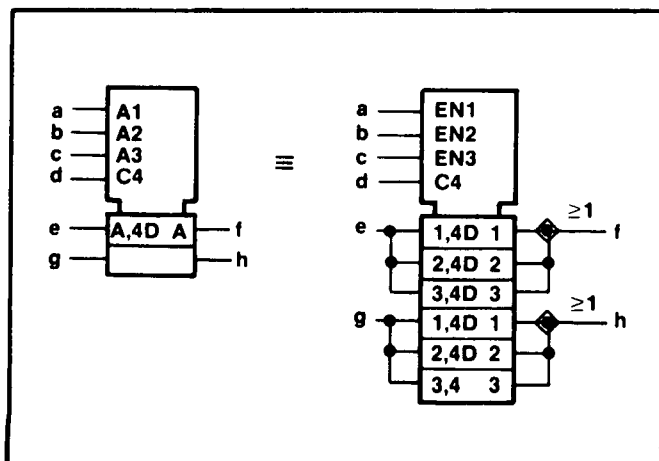 a A1
b A2
c A3
d C4
e A,4D A f
g h
≡
a EN1
b EN2
c EN3
d C4
e 1,4D 1 ≥1 f
2,4D 2
3,4D 3
g 1,4D 1 ≥1 h
2,4D 2
3,4 3